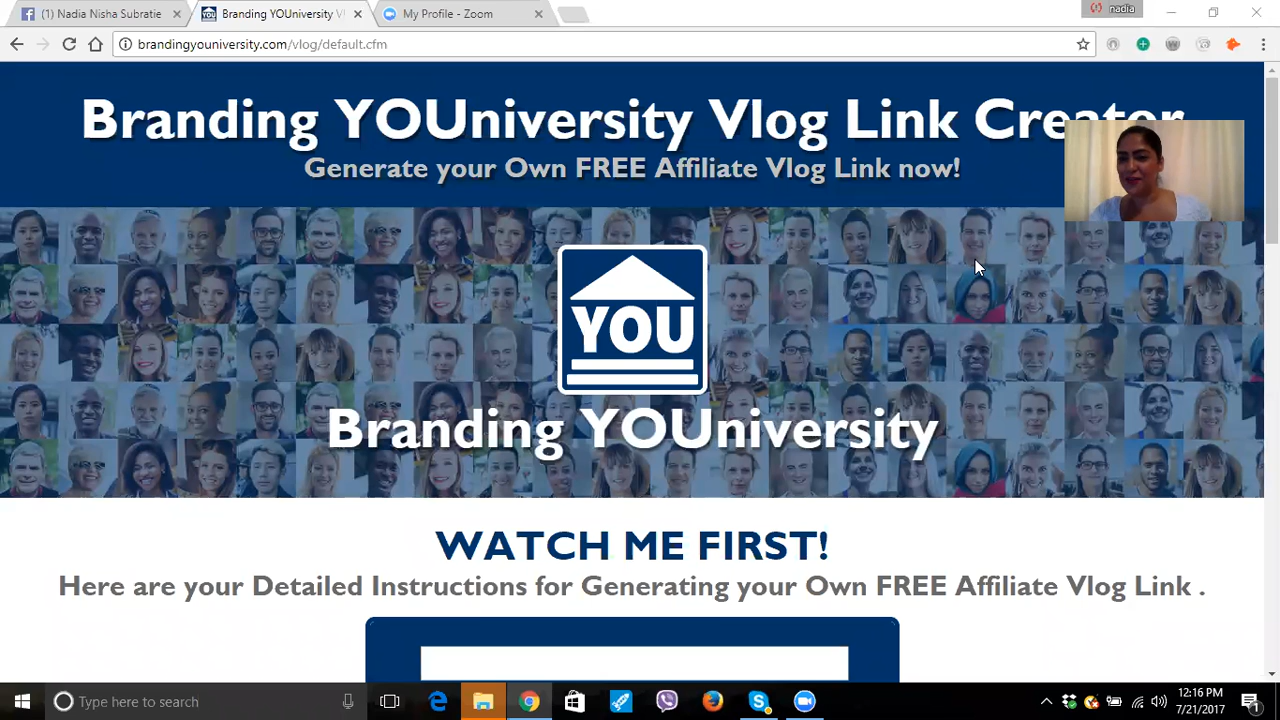 (1) Nadia Nisha Subratie
Branding YOUniversity V
My Profile - Zoom
nadia
brandingyouniversity.com/vlog/default.cfm
Branding YOUniversity Vlog Link Creator
Generate your Own FREE Affiliate Vlog Link now!
YOU
Branding YOUniversity
WATCH ME FIRST!
Here are your Detailed Instructions for Generating your Own FREE Affiliate Vlog Link .
Type here to search
12:16 PM
7/21/2017